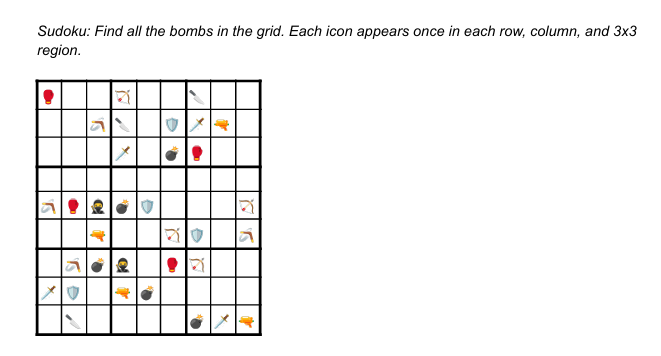 Sudoku: Find all the bombs in the grid. Each icon appears once in each row, column, and 3x3
region.